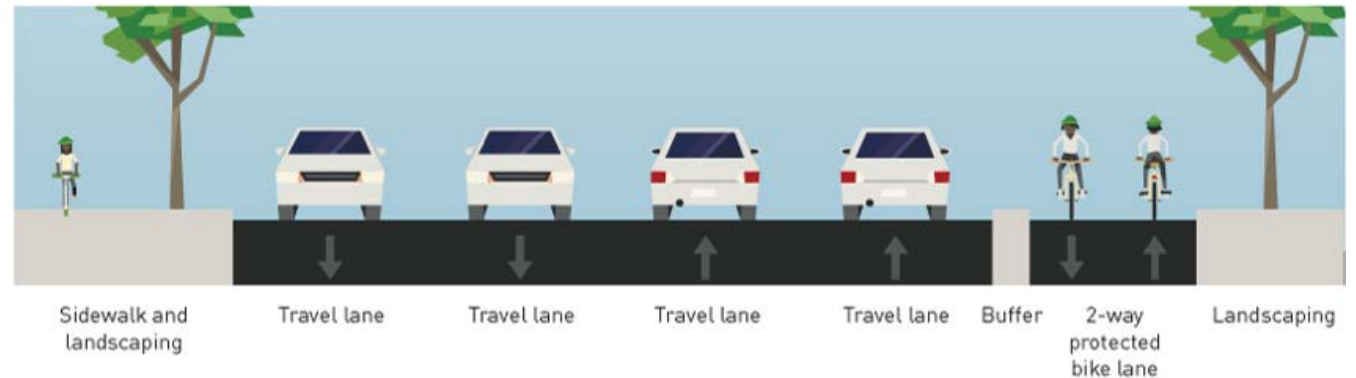 Sidewalk and
landscaping
Travel lane
Travel lane
Travel lane
Travel lane
Buffer
2-way
protected
bike lane
Landscaping